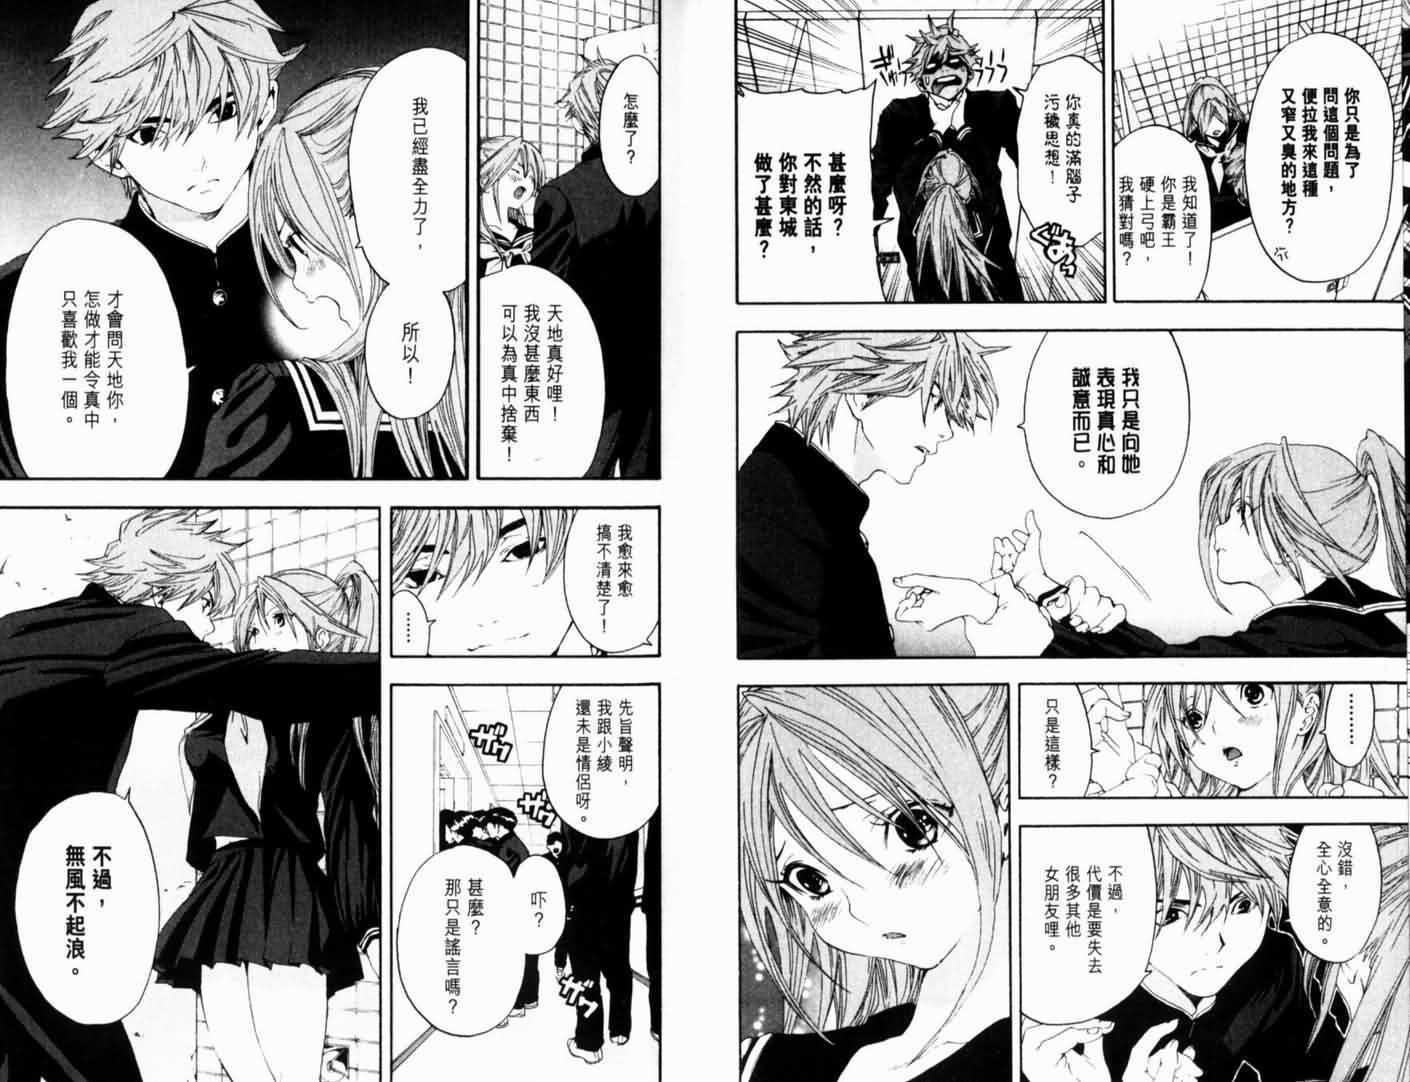 你只是為了
問這個問題，
便拉我來這種
又窄又臭的地方？
我知道了！
你是霸王
硬上弓吧，
我猜對嗎？
你真的滿腦子
污穢思想！
甚麼呀？
不然的話，
你對東城
做了甚麼？
ぐぁっ
我只是向她
表現真心和
誠意而已。
………
只是這樣？
沒錯，
全心全意的。
不過，
代價是要失去
很多其他
女朋友哩。
怎麼了？
天地真好哩！
我沒甚麼東西
可以為真中捨棄！
我已經盡全力了，
所以！
才會問天地你，
怎做才能令真中
只喜歡我一個。
我愈來愈
搞不清楚了！
……
先旨聲明，
我跟小綾
還未是情侶呀。
ザワ
ザワ
ザワ
吓？
甚麼？
那只是謠言嗎？
不過，
無風不起浪。